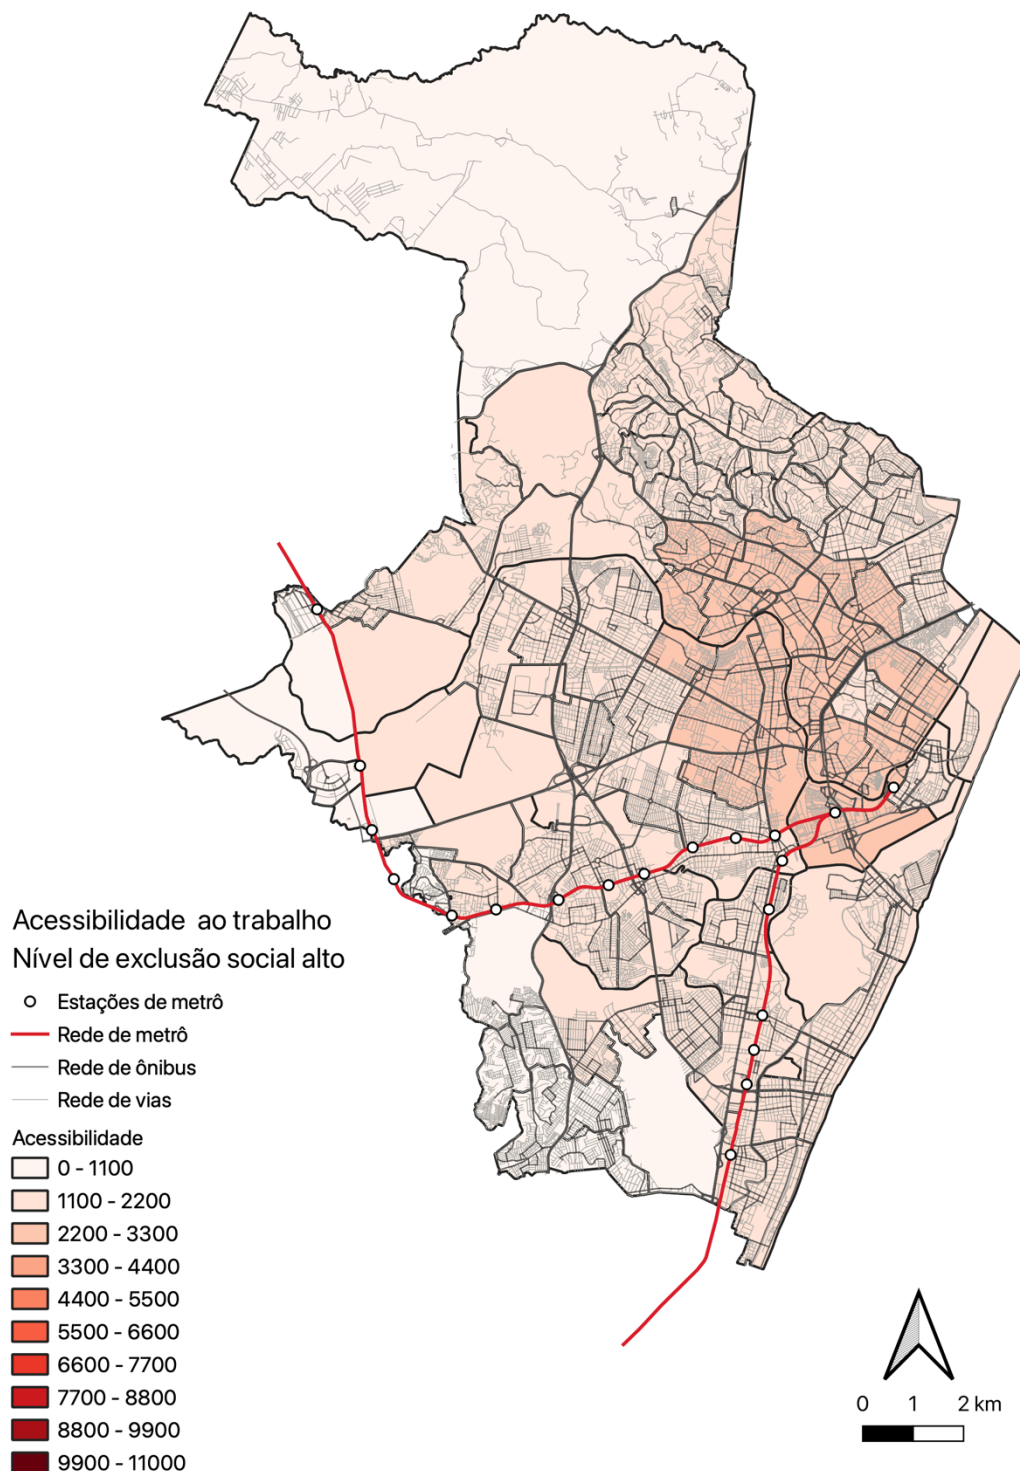 Acessibilidade ao trabalho
Nível de exclusão social alto
Estações de metrô
Rede de metrô
Rede de ônibus
Rede de vias
Acessibilidade
0 - 1100
1100 - 2200
2200 - 3300
3300 - 4400
4400 - 5500
5500 - 6600
6600 - 7700
7700 - 8800
8800 - 9900
9900 - 11000
0 1 2 km